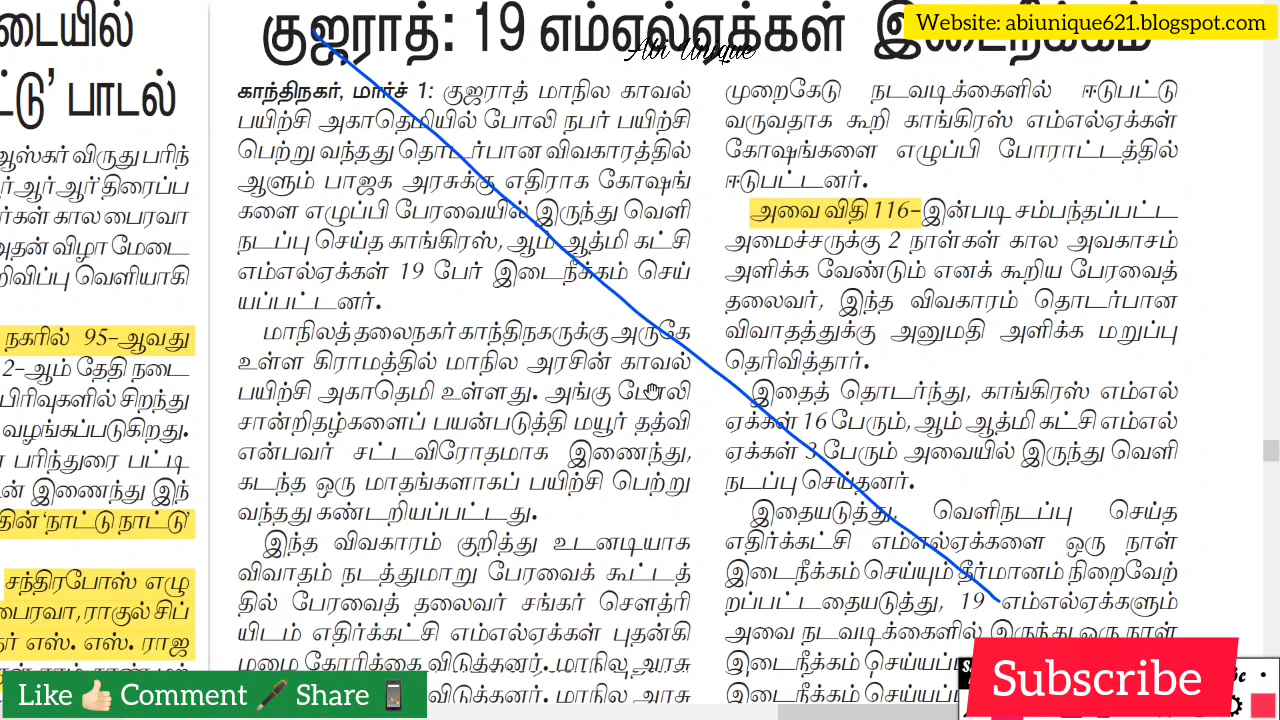 டையில்
ட்டு' பாடல்
ஆஸ்கர் விருது பரிந்
ர்ஆர்ஆர் திரைப்ப
ர்கள் கால பைரவா
அதன் விழா மேடை
றிவிப்பு வெளியாகி
நகரில் 95-ஆவது
2-ஆம் தேதி நடை
பிரிவுகளில் சிறந்து
வழங்கப்படுகிறது.
பரிந்துரை பட்டி
ன் இணைந்து இந்
தின் 'நாட்டு நாட்டு'
சந்திரபோஸ் எழு
பைரவா, ராகுல் சிப்
எஸ். எஸ். ராஜ
குஜராத்: 19 எம்எல்ஏக்கள் இடைநீக்கம்
காந்திநகர், மார்ச் 1: குஜராத் மாநில காவல்
பயிற்சி அகாதெமியில் போலி நபர் பயிற்சி
பெற்று வந்தது தொடர்பான விவகாரத்தில்
ஆளும் பாஜக அரசுக்கு எதிராக கோஷங்
களை எழுப்பி பேரவையில் இருந்து வெளி
நடப்பு செய்த காங்கிரஸ், ஆம் ஆத்மி கட்சி
எம்எல்ஏக்கள் 19 பேர் இடைநீக்கம் செய்
யப்பட்டனர்.
மாநிலத் தலைநகர் காந்திநகருக்கு அருகே
உள்ள கிராமத்தில் மாநில அரசின் காவல்
பயிற்சி அகாதெமி உள்ளது. அங்கு போலி
சான்றிதழ்களைப் பயன்படுத்தி மயூர் தத்வி
என்பவர் சட்டவிரோதமாக இணைந்து,
கடந்த ஒரு மாதங்களாகப் பயிற்சி பெற்று
வந்தது கண்டறியப்பட்டது.
இந்த விவகாரம் குறித்து உடனடியாக
விவாதம் நடத்துமாறு பேரவைக் கூட்டத்
தில் பேரவைத் தலைவர் சங்கர் சௌத்ரி
யிடம் எதிர்க்கட்சி எம்எல்ஏக்கள் புதன்கி
ழமை கோரிக்கை விடுத்தனர். மாநில அரசு
விடுத்தனர். மாநில அரசு
முறைகேடு நடவடிக்கைளில் ஈடுபட்டு
வருவதாக கூறி காங்கிரஸ் எம்எல்ஏக்கள்
கோஷங்களை எழுப்பி போராட்டத்தில்
ஈடுபட்டனர்.
அவை விதி 116-இன்படி சம்பந்தப்பட்ட
அமைச்சருக்கு 2 நாள்கள் கால அவகாசம்
அளிக்க வேண்டும் எனக் கூறிய பேரவைத்
தலைவர், இந்த விவகாரம் தொடர்பான
விவாதத்துக்கு அனுமதி அளிக்க மறுப்பு
தெரிவித்தார்.
இதைத் தொடர்ந்து, காங்கிரஸ் எம்எல்
ஏக்கள் 16 பேரும், ஆம் ஆத்மி கட்சி எம்எல்
ஏக்கள் 3 பேரும் அவையில் இருந்து வெளி
நடப்பு செய்தனர்.
இதையடுத்து, வெளிநடப்பு செய்த
எதிர்க்கட்சி எம்எல்ஏக்களை ஒரு நாள்
இடைநீக்கம் செய்யும் தீர்மானம் நிறைவேற்
றப்பட்டதையடுத்து, 19 எம்எல்ஏக்களும்
அவை நடவடிக்கைளில் இருந்து ஒரு நாள்
இடைநீக்கம் செய்யப்
இடைநீக்கம் செய்யப்
Website: abiunique621.blogspot.com
Abi Unique
Like Comment Share
Subscribe